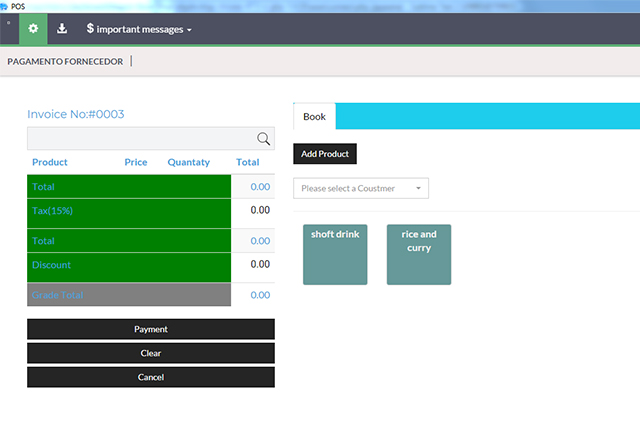 POS
$ important messages
PAGAMENTO FORNECEDOR
Invoice No:#0003
Product Price Quantaty Total
Total 0.00
Tax(15%) 0.00
Total 0.00
Discount 0.00
Grade Total 0.00
Payment
Clear
Cancel
Book
Add Product
Please select a Coustmer
shoft drink
rice and
curry